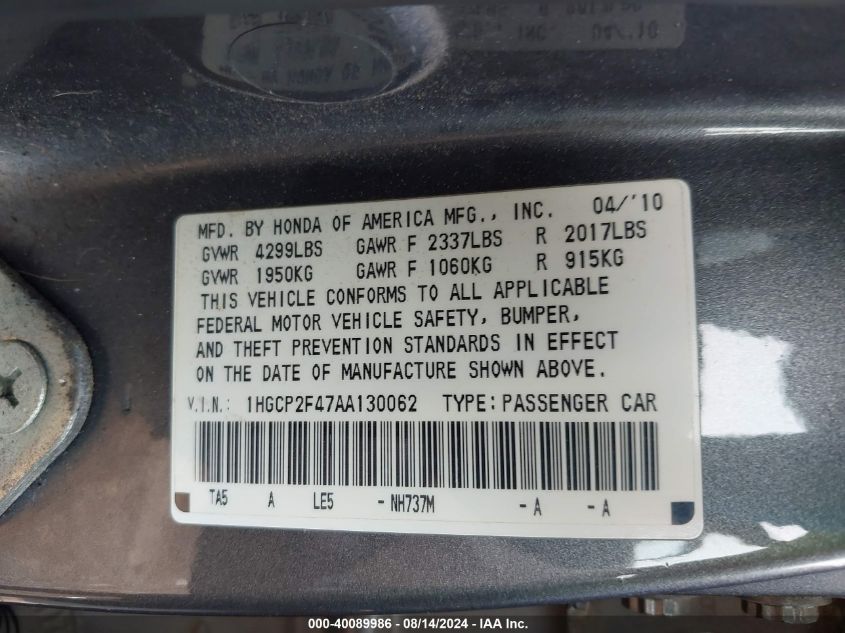 MFD. BY HONDA OF AMERICA MFG., INC. 04/'10
GVWR 4299LBS GAWR F 2337LBS R 2017LBS
GVWR 1950KG GAWR F 1060KG R 915KG
THIS VEHICLE CONFORMS TO ALL APPLICABLE
FEDERAL MOTOR VEHICLE SAFETY, BUMPER,
AND THEFT PREVENTION STANDARDS IN EFFECT
ON THE DATE OF MANUFACTURE SHOWN ABOVE.
V.I.N.: 1HGCP2F47AA130062 TYPE: PASSENGER CAR
TA5 A LE5 - NH737M - A - A
000-40089986 - 08/14/2024 - IAA Inc.